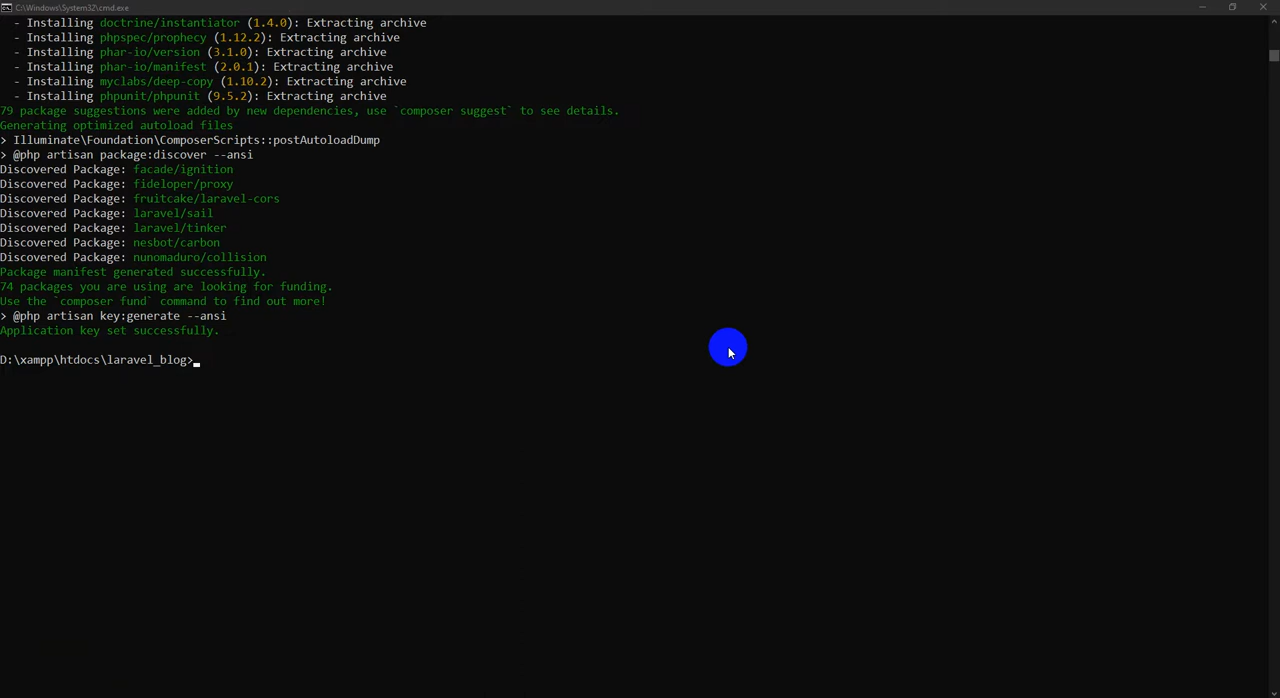 C:\Windows\System32\cmd.exe
- Installing doctrine/instantiator (1.4.0): Extracting archive
- Installing phpspec/prophecy (1.12.2): Extracting archive
- Installing phar-io/version (3.1.0): Extracting archive
- Installing phar-io/manifest (2.0.1): Extracting archive
- Installing myclabs/deep-copy (1.10.2): Extracting archive
- Installing phpunit/phpunit (9.5.2): Extracting archive
79 package suggestions were added by new dependencies, use `composer suggest` to see details.
Generating optimized autoload files
> Illuminate\Foundation\ComposerScripts::postAutoloadDump
> @php artisan package:discover --ansi
Discovered Package: facade/ignition
Discovered Package: fideloper/proxy
Discovered Package: fruitcake/laravel-cors
Discovered Package: laravel/sail
Discovered Package: laravel/tinker
Discovered Package: nesbot/carbon
Discovered Package: nunomaduro/collision
Package manifest generated successfully.
74 packages you are using are looking for funding.
Use the `composer fund` command to find out more!
> @php artisan key:generate --ansi
Application key set successfully.
D:\xampp\htdocs\laravel_blog>